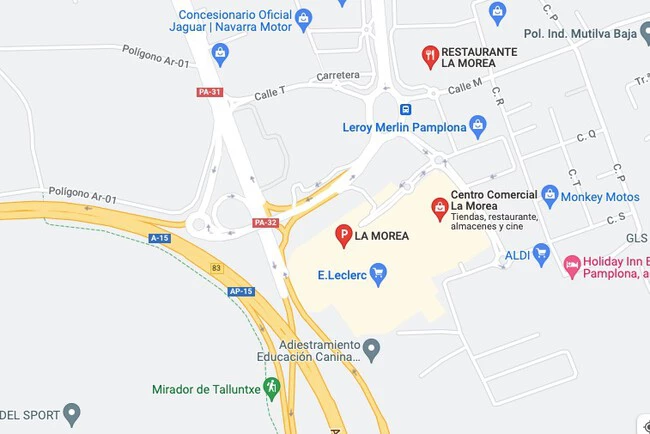 Concesionario Oficial
Jaguar | Navarra Motor
RESTAURANTE
LA MOREA
Pol. Ind. Mutilva Baja
Polígono Ar-01
Carretera
Calle T
Calle M
C. R
Tr.a
PA-31
Leroy Merlin Pamplona
C. Q
C. P
C. T
Polígono Ar-01
Centro Comercial
La Morea
Tiendas, restaurante,
almacenes y cine
Monkey Motos
C. S
PA-32
A-15
LA MOREA
GLS
ALDI
83
E.Leclerc
Holiday Inn E
Pamplona, a
AP-15
Adiestramiento
Educación Canina...
Mirador de Talluntxe
DEL SPORT